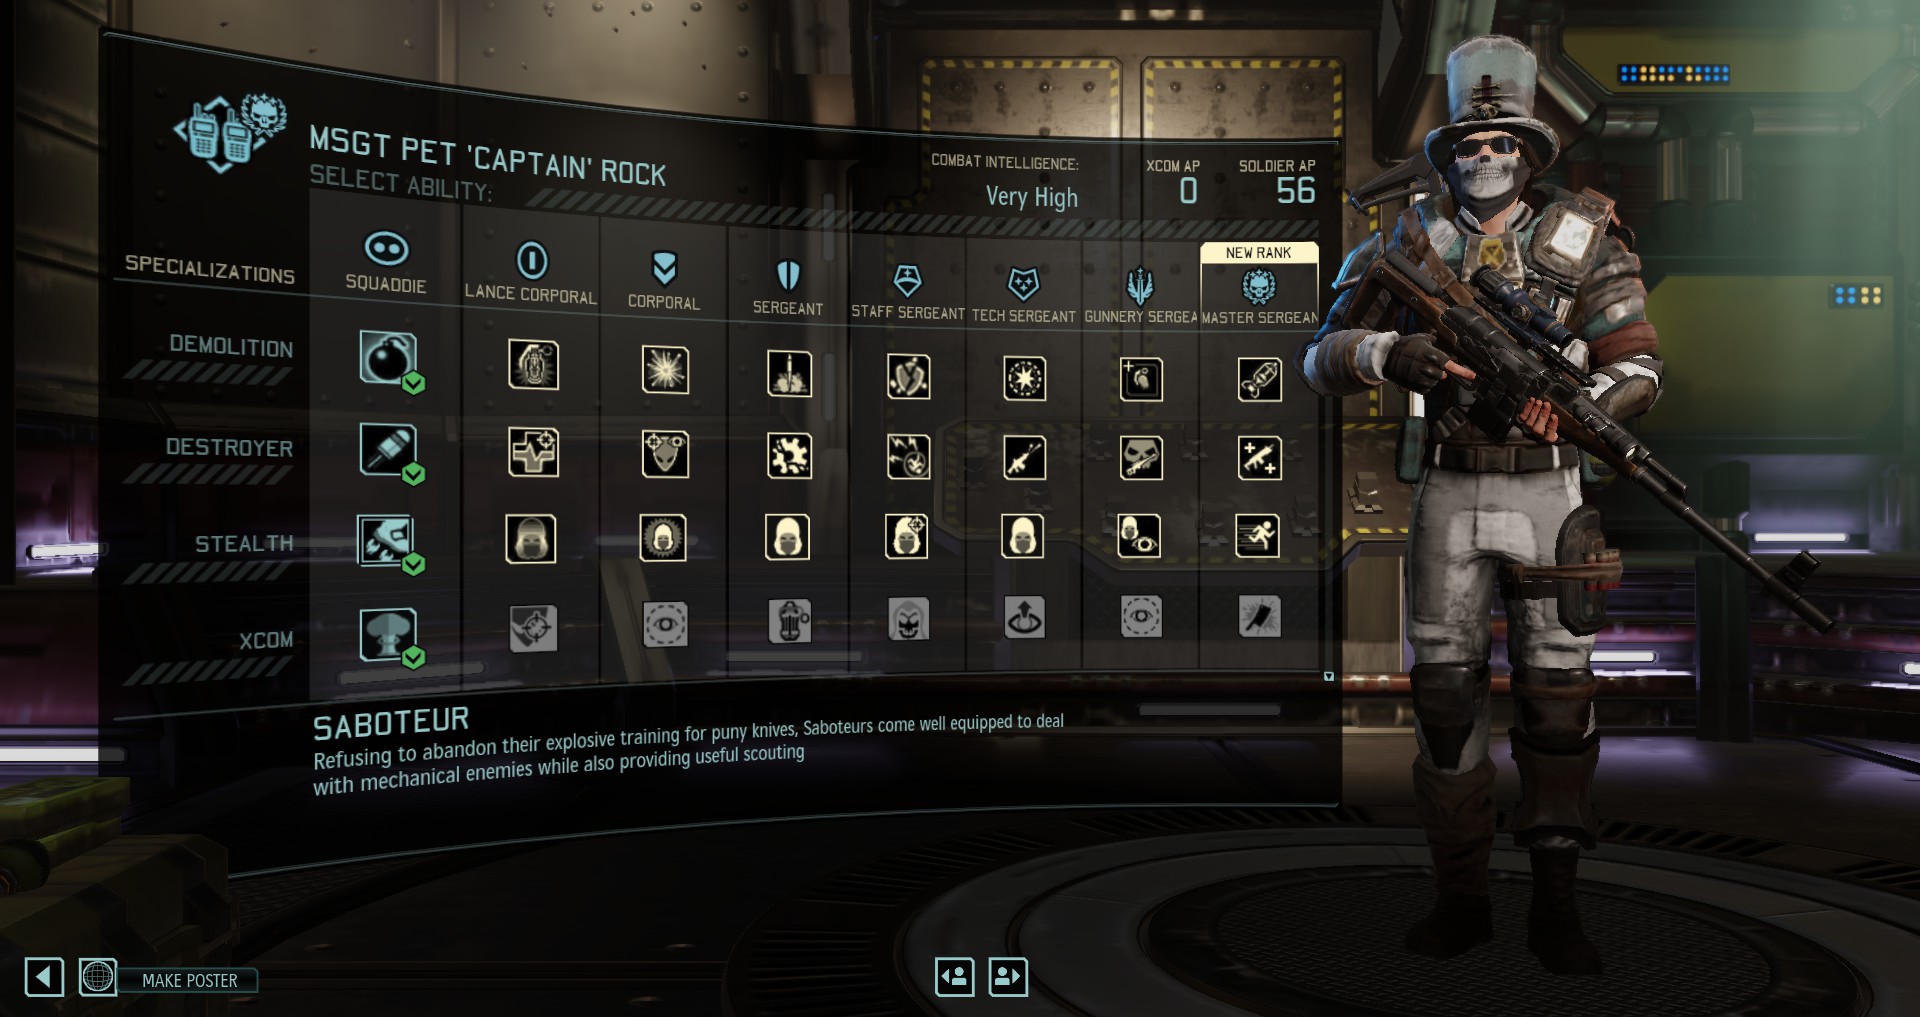 MSGT PET 'CAPTAIN' ROCK
SELECT ABILITY:
COMBAT INTELLIGENCE:
Very High
XCOM AP
0
SOLDIER AP
56
NEW RANK
SPECIALIZATIONS
SQUADDIE
LANCE CORPORAL
CORPORAL
SERGEANT
STAFF SERGEANT
TECH SERGEANT
GUNNERY SERGEA
MASTER SERGEAN
DEMOLITION
DESTROYER
STEALTH
XCOM
SABOTEUR
Refusing to abandon their explosive training for puny knives, Saboteurs come well equipped to deal
with mechanical enemies while also providing useful scouting
MAKE POSTER